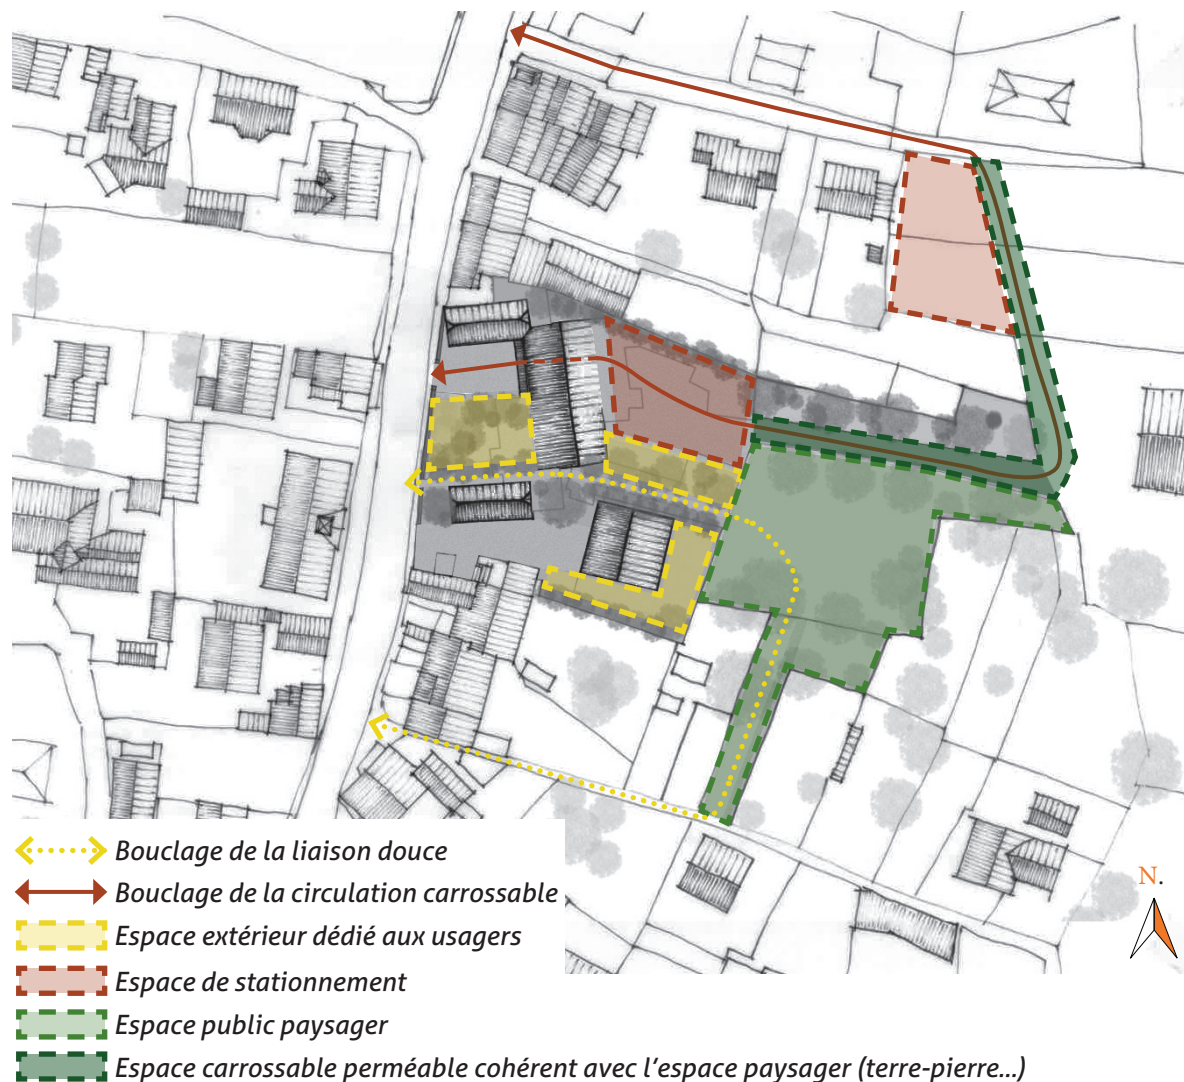 Bouclage de la liaison douce
Bouclage de la circulation carrossable
N.
Espace extérieur dédié aux usagers
Espace de stationnement
Espace public paysager
Espace carrossable perméable cohérent avec l'espace paysager (terre-pierre...)